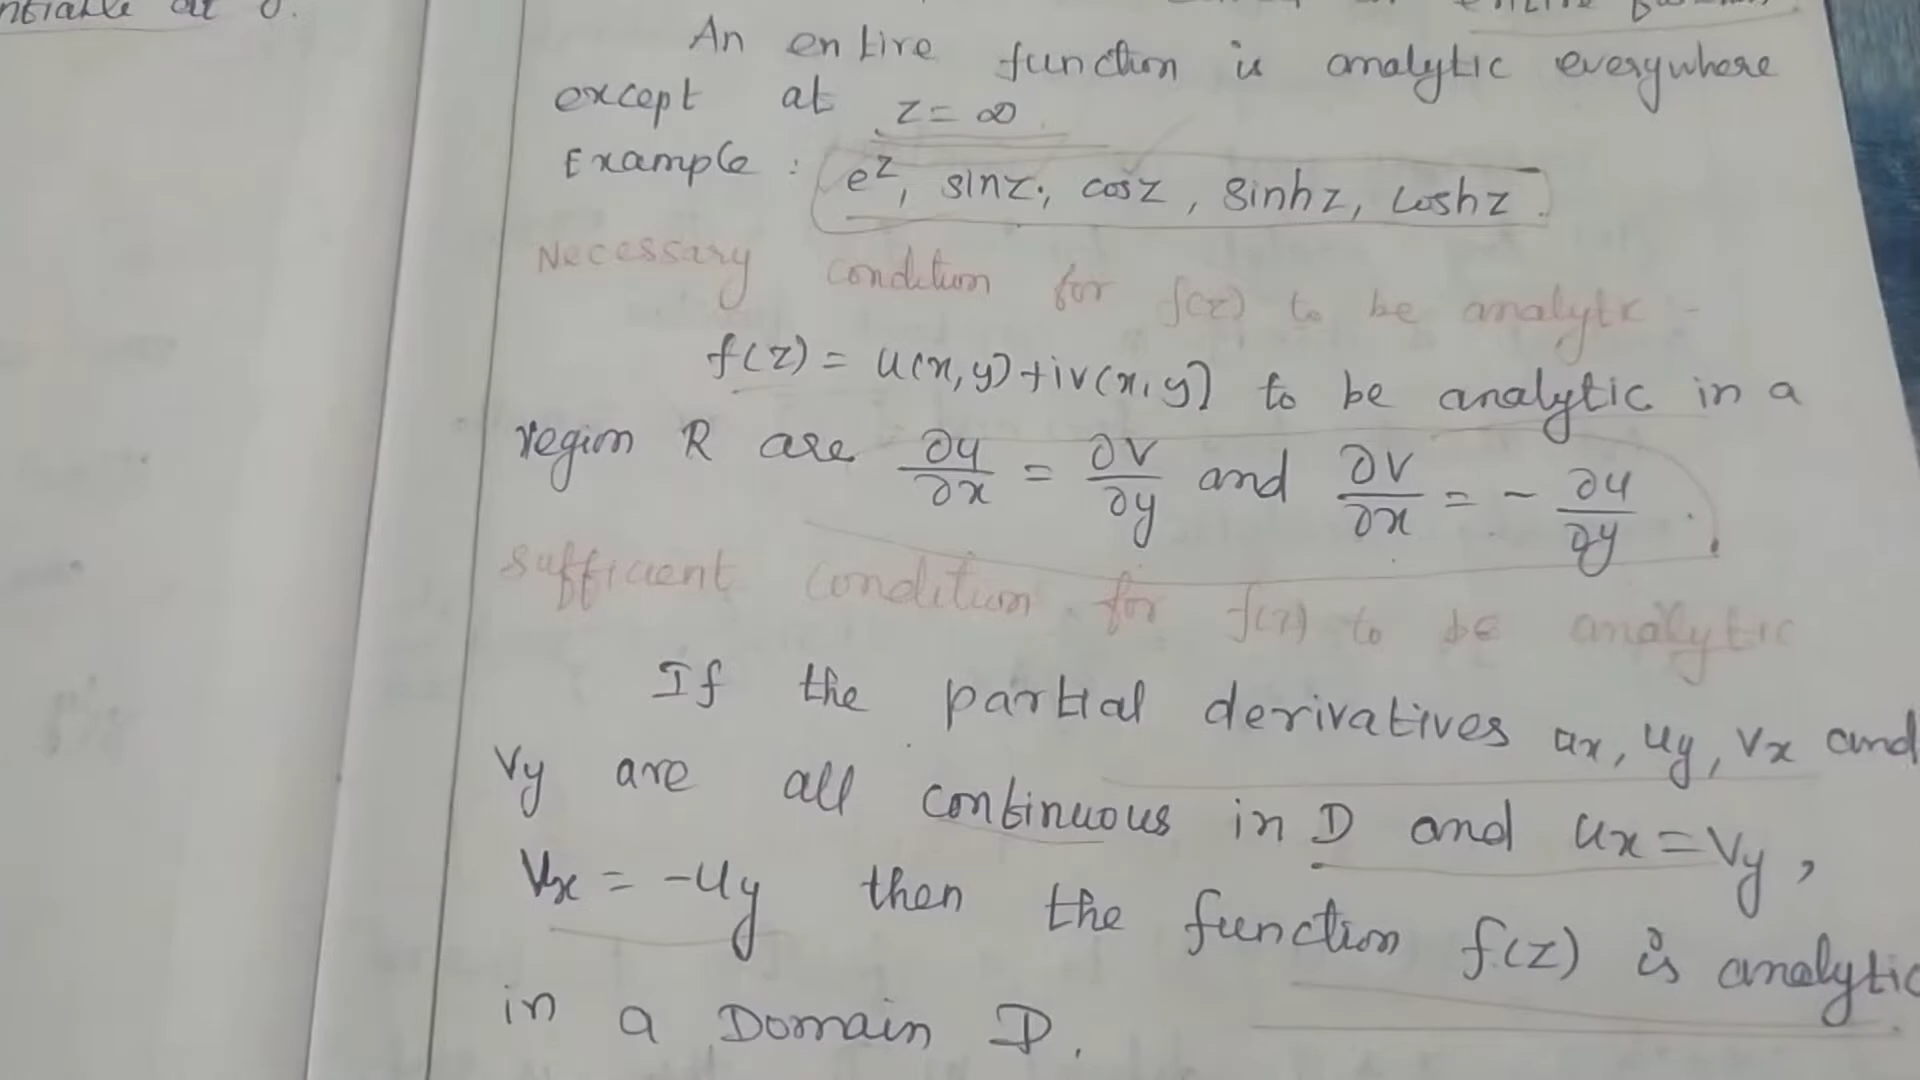 at 0.
An entire function is analytic everywhere
except at z = ∞
Example : e^z, sinz, cosz, sinhz, coshz.
Necessary condition for f(z) to be analytic -
f(z) = u(x,y)+iv(x,y) to be analytic in a
region R are ∂u/∂x = ∂v/∂y and ∂v/∂x = - ∂u/∂y.
Sufficient condition for f(z) to be analytic
If the partial derivatives ux, uy, vx and
vy are all continuous in D and ux = vy,
vx = -uy then the function f(z) is analytic
in a Domain D.